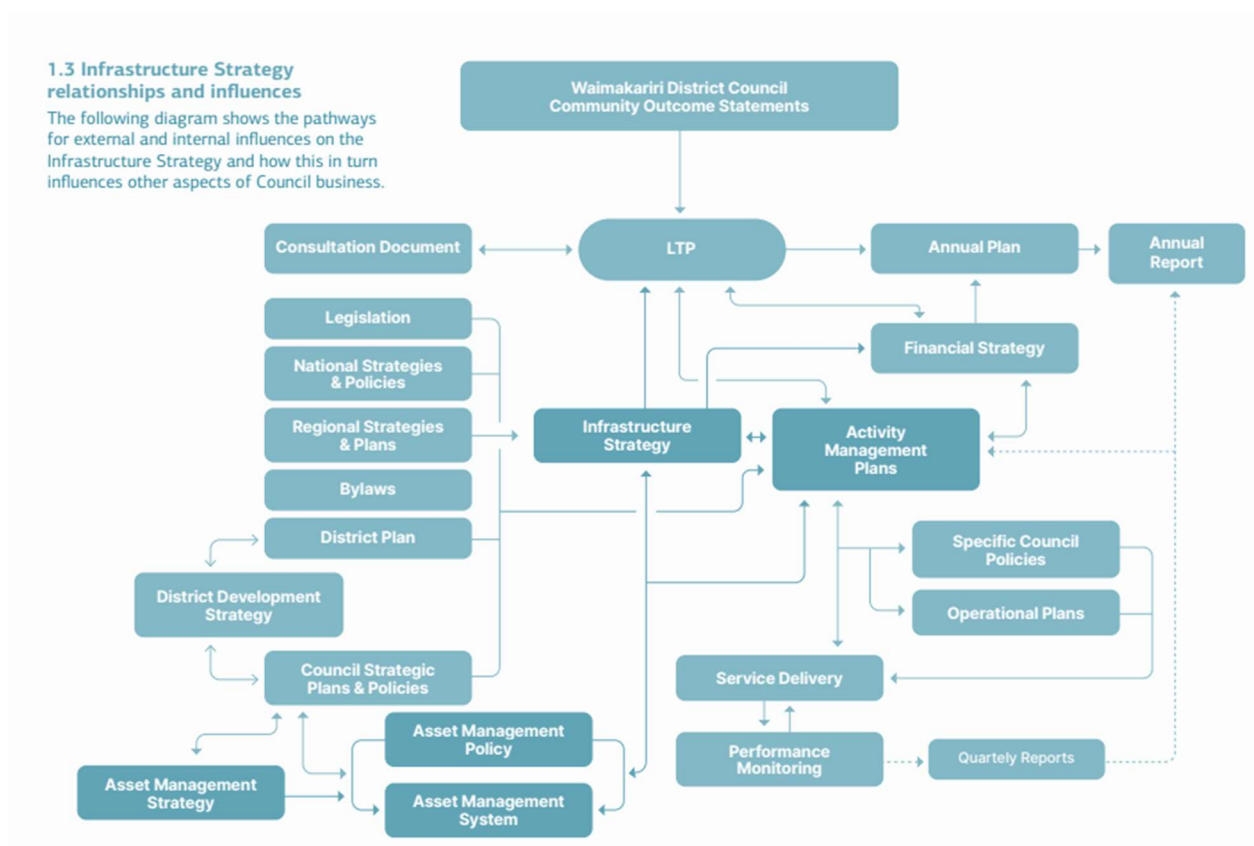 1.3 Infrastructure Strategy
relationships and influences
The following diagram shows the pathways
for external and internal influences on the
Infrastructure Strategy and how this in turn
influences other aspects of Council business.
Waimakariri District Council
Community Outcome Statements
Consultation Document
LTP
Annual Plan
Annual
Report
Legislation
National Strategies
& Policies
Regional Strategies
& Plans
Bylaws
District Plan
Financial Strategy
Infrastructure
Strategy
Activity
Management
Plans
District Development
Strategy
Council Strategic
Plans & Policies
Specific Council
Policies
Operational Plans
Service Delivery
Performance
Monitoring
Quartely Reports
Asset Management
Policy
Asset Management
Strategy
Asset Management
System